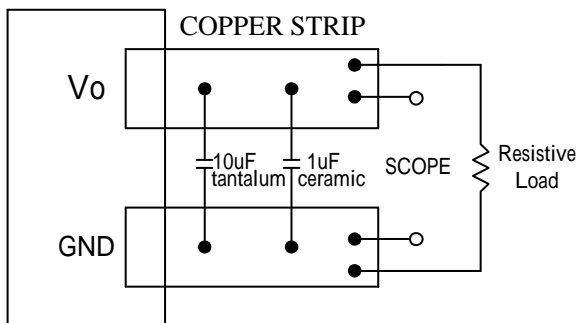 COPPER STRIP
Vo
10uF
tantalum
1uF
ceramic
SCOPE
Resistive
Load
GND